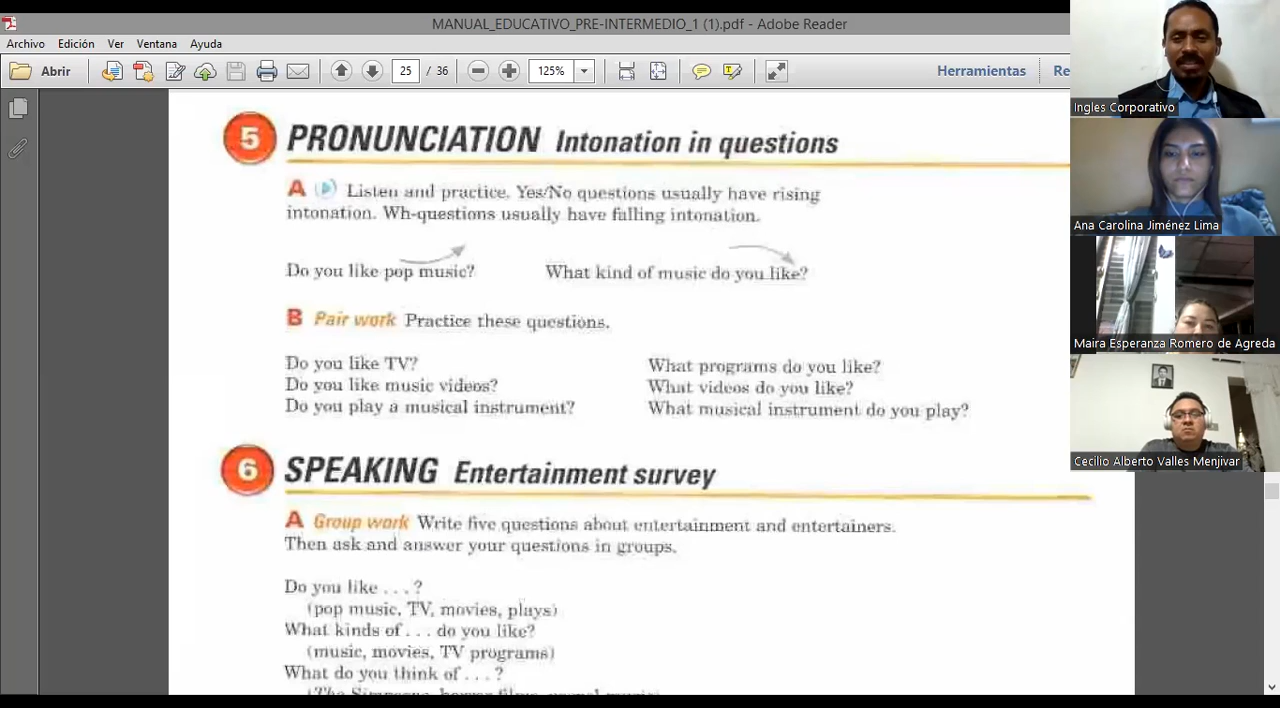 MANUAL_EDUCATIVO_PRE-INTERMEDIO_1 (1).pdf - Adobe Reader
Archivo Edición Ver Ventana Ayuda
Abrir 25 / 36 125% Herramientas Re
5 PRONUNCIATION Intonation in questions
A Listen and practice. Yes/No questions usually have rising
intonation. Wh-questions usually have falling intonation.
Do you like pop music? What kind of music do you like?
B Pair work Practice these questions.
Do you like TV? What programs do you like?
Do you like music videos? What videos do you like?
Do you play a musical instrument? What musical instrument do you play?
6 SPEAKING Entertainment survey
A Group work Write five questions about entertainment and entertainers.
Then ask and answer your questions in groups.
Do you like . . . ?
(pop music, TV, movies, plays)
What kinds of . . . do you like?
(music, movies, TV programs)
What do you think of . . . ?
Ingles Corporativo
Ana Carolina Jiménez Lima
Maira Esperanza Romero de Agreda
Cecilio Alberto Valles Menjivar